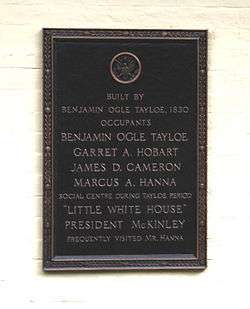 BUILT BY
BENJAMIN OGLE TAYLOE, 1830
OCCUPANTS
BENJAMIN OGLE TAYLOE
GARRET A. HOBART
JAMES D. CAMERON
MARCUS A. HANNA
SOCIAL CENTRE DURING TAYLOE PERIOD
"LITTLE WHITE HOUSE"
PRESIDENT McKINLEY
FREQUENTLY VISITED MR. HANNA